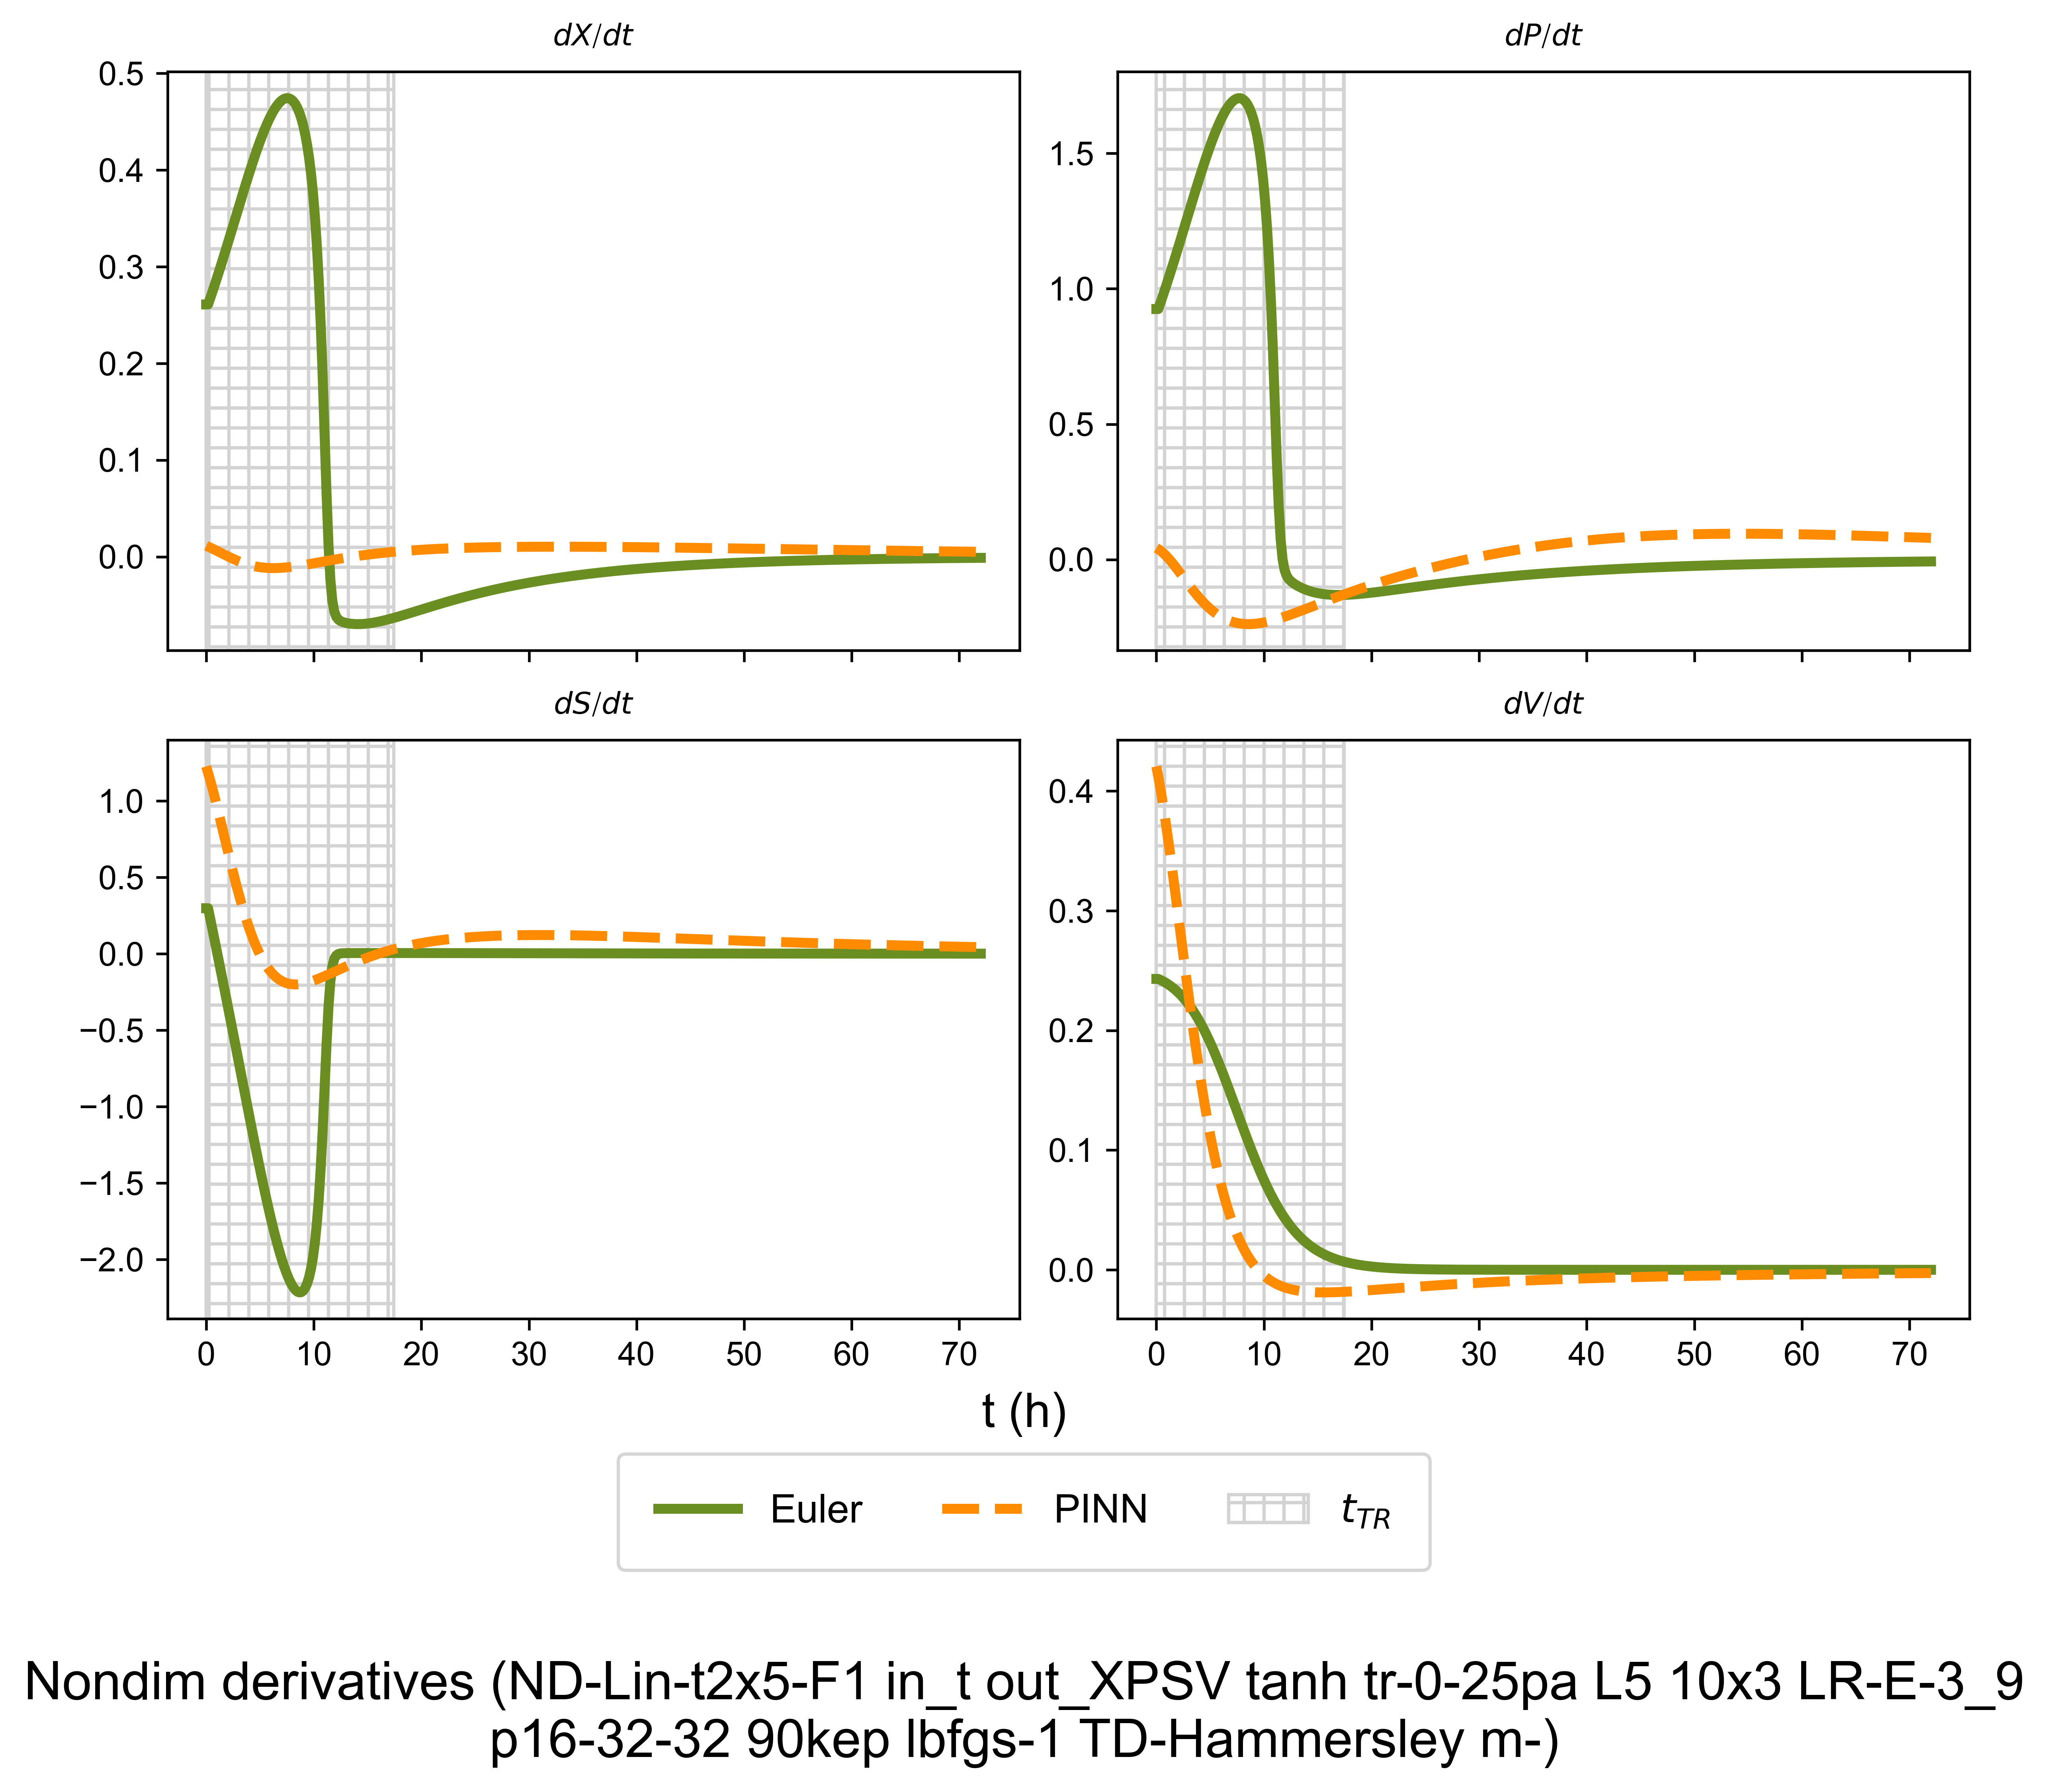 dX/dt
dP/dt
0.5
0.4
0.3
0.2
0.1
0.0
1.5
1.0
0.5
0.0
dS/dt
dV/dt
1.0
0.5
0.0
−0.5
−1.0
−1.5
−2.0
0.4
0.3
0.2
0.1
0.0
0 10 20 30 40 50 60 70
0 10 20 30 40 50 60 70
t (h)
Euler PINN t_{TR}
Nondim derivatives (ND-Lin-t2x5-F1 in_t out_XPSV tanh tr-0-25pa L5 10x3 LR-E-3_9
p16-32-32 90kep lbfgs-1 TD-Hammersley m-)